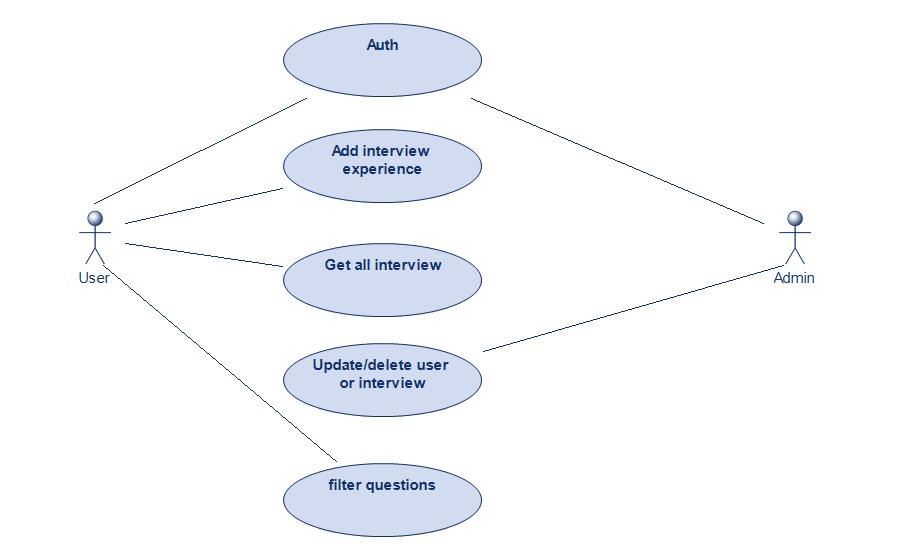 Auth
Add interview
experience
User
Admin
Get all interview
Update/delete user
or interview
filter questions